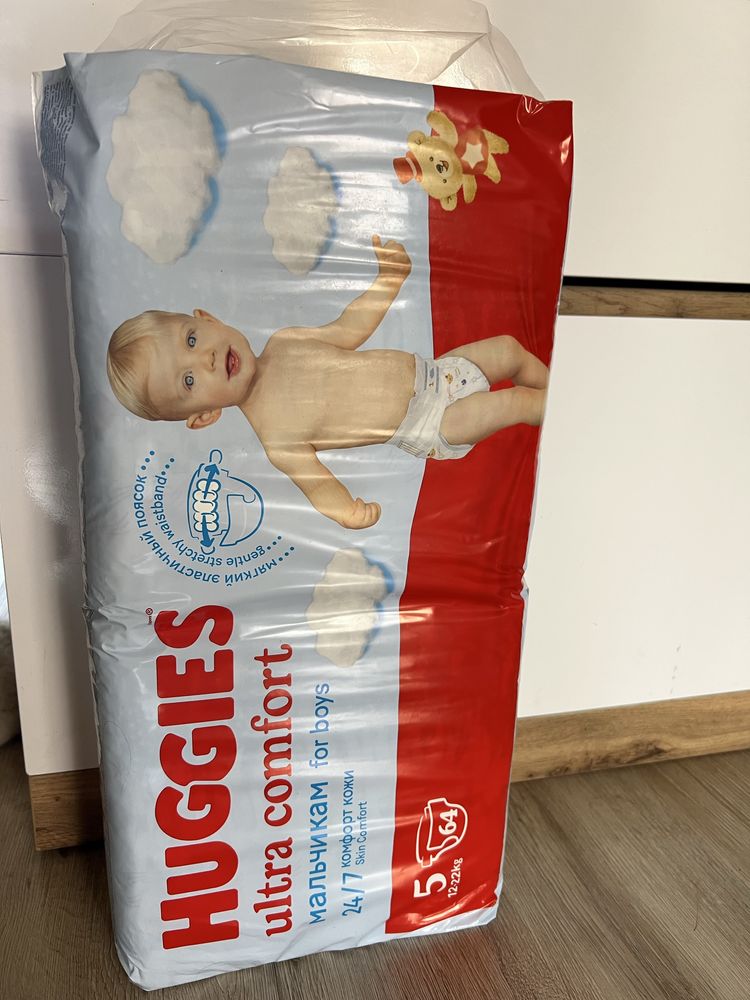 HUGGIES
ultra comfort
мальчикам for boys
24/7 комфорт кожи
Skin Comfort
мягкий эластичный поясок
gentle stretchy waistband
5
64
12-22kg